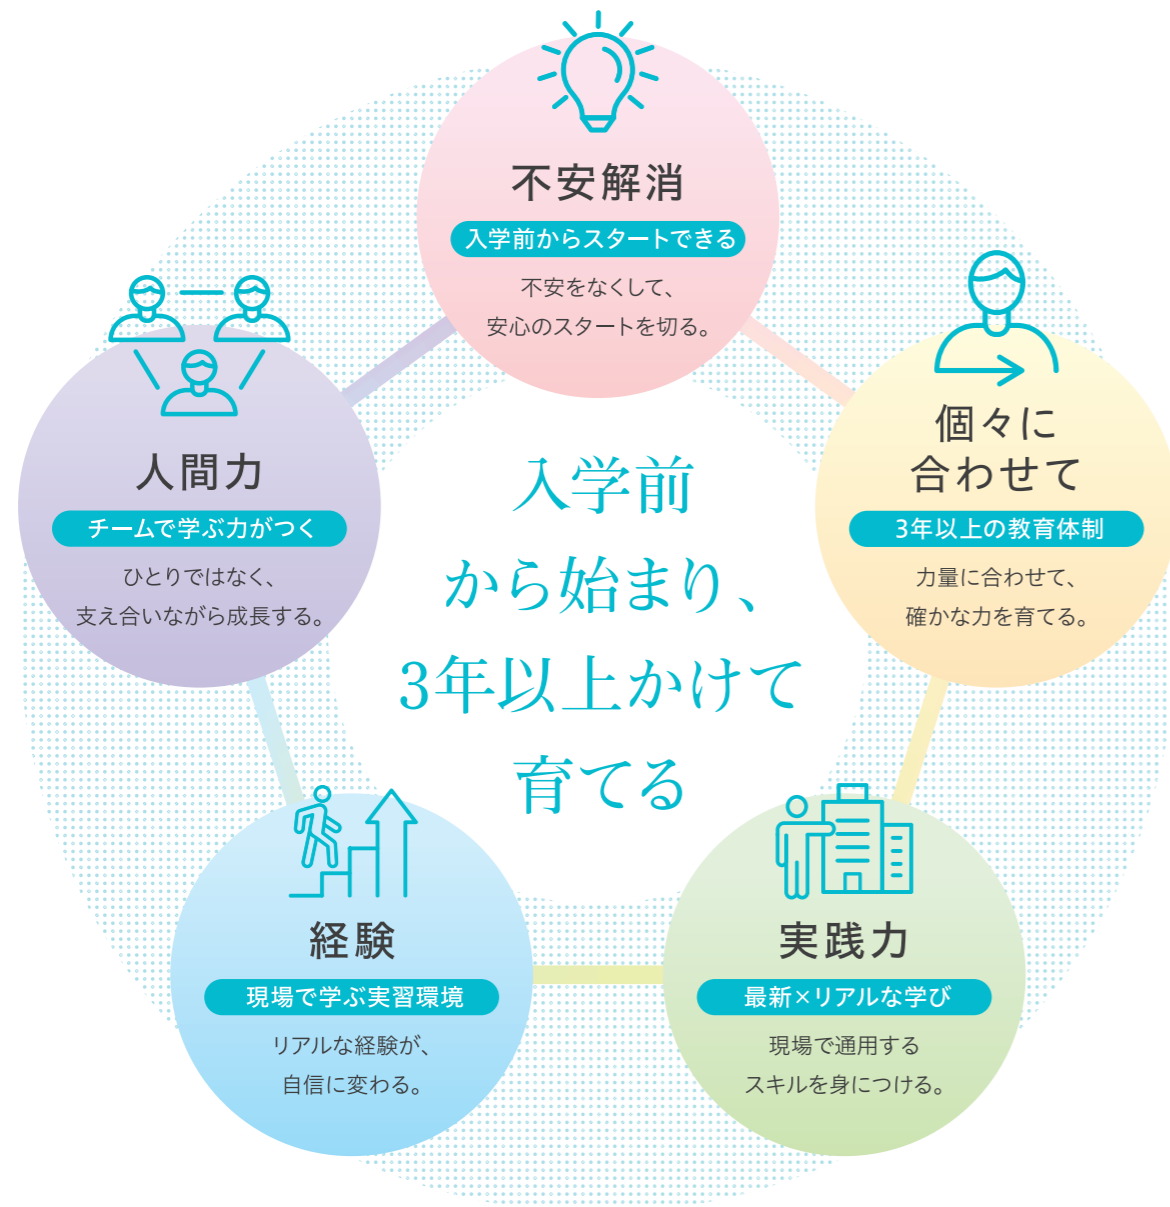 不安解消
入学前からスタートできる
不安をなくして、
安心のスタートを切る。
個々に
合わせて
3年以上の教育体制
力量に合わせて、
確かな力を育てる。
実践力
最新×リアルな学び
現場で通用する
スキルを身につける。
経験
現場で学ぶ実習環境
リアルな経験が、
自信に変わる。
人間力
チームで学ぶ力がつく
ひとりではなく、
支え合いながら成長する。
入学前
から始まり、
3年以上かけて
育てる